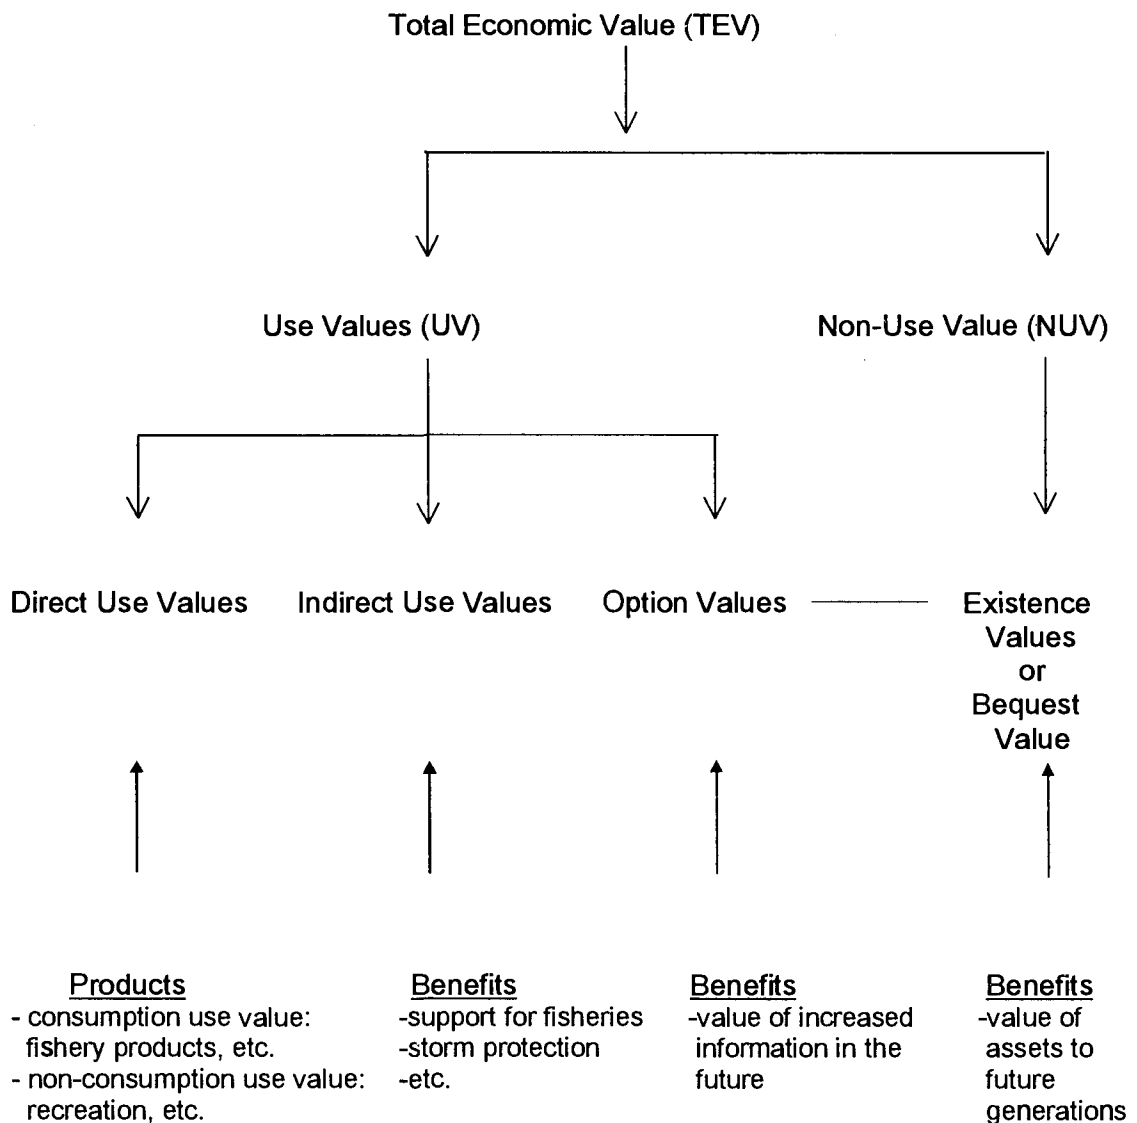 Total Economic Value (TEV)
Use Values (UV)
Non-Use Value (NUV)
Direct Use Values
Indirect Use Values
Option Values
Existence
Values
or
Bequest
Value
Products
- consumption use value:
fishery products, etc.
- non-consumption use value:
recreation, etc.
Benefits
-support for fisheries
-storm protection
-etc.
Benefits
-value of increased
information in the
future
Benefits
-value of
assets to
future
generations